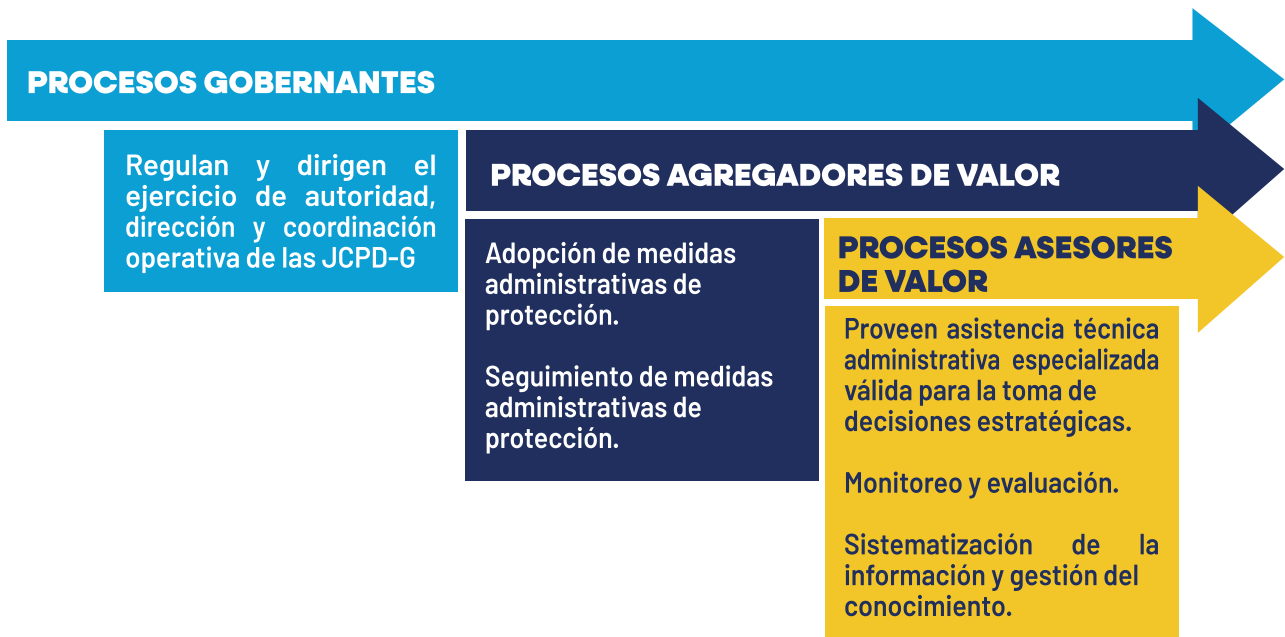 PROCESOS GOBERNANTES
Regulan y dirigen el
ejercicio de autoridad,
dirección y coordinación
operativa de las JCPD-G
PROCESOS AGREGADORES DE VALOR
Adopción de medidas
administrativas de
protección.
Seguimiento de medidas
administrativas de
protección.
PROCESOS ASESORES
DE VALOR
Proveen asistencia técnica
administrativa especializada
válida para la toma de
decisiones estratégicas.
Monitoreo y evaluación.
Sistematización de la
información y gestión del
conocimiento.